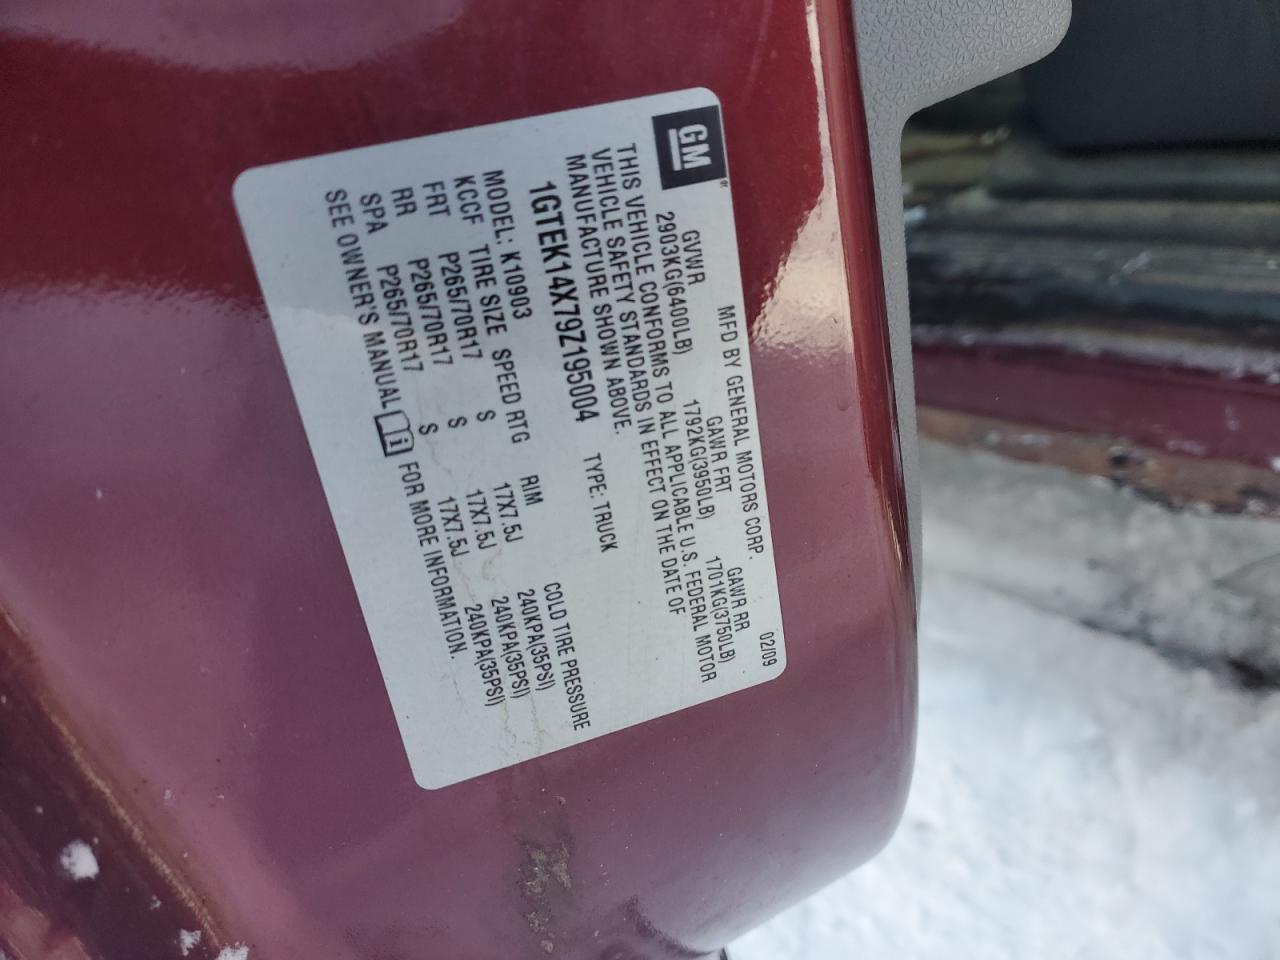 GM
MFD BY GENERAL MOTORS CORP. 02/09
GVWR GAWR FRT GAWR RR
2903KG(6400LB) 1792KG(3950LB) 1701KG(3750LB)
THIS VEHICLE CONFORMS TO ALL APPLICABLE U.S. FEDERAL MOTOR
VEHICLE SAFETY STANDARDS IN EFFECT ON THE DATE OF
MANUFACTURE SHOWN ABOVE.
1GTEK14X79Z195004 TYPE: TRUCK
MODEL: K10903
KCCF TIRE SIZE SPEED RTG RIM COLD TIRE PRESSURE
FRT P265/70R17 S 17X7.5J 240KPA(35PSI)
RR P265/70R17 S 17X7.5J 240KPA(35PSI)
SPA P265/70R17 S 17X7.5J 240KPA(35PSI)
SEE OWNER'S MANUAL i FOR MORE INFORMATION.